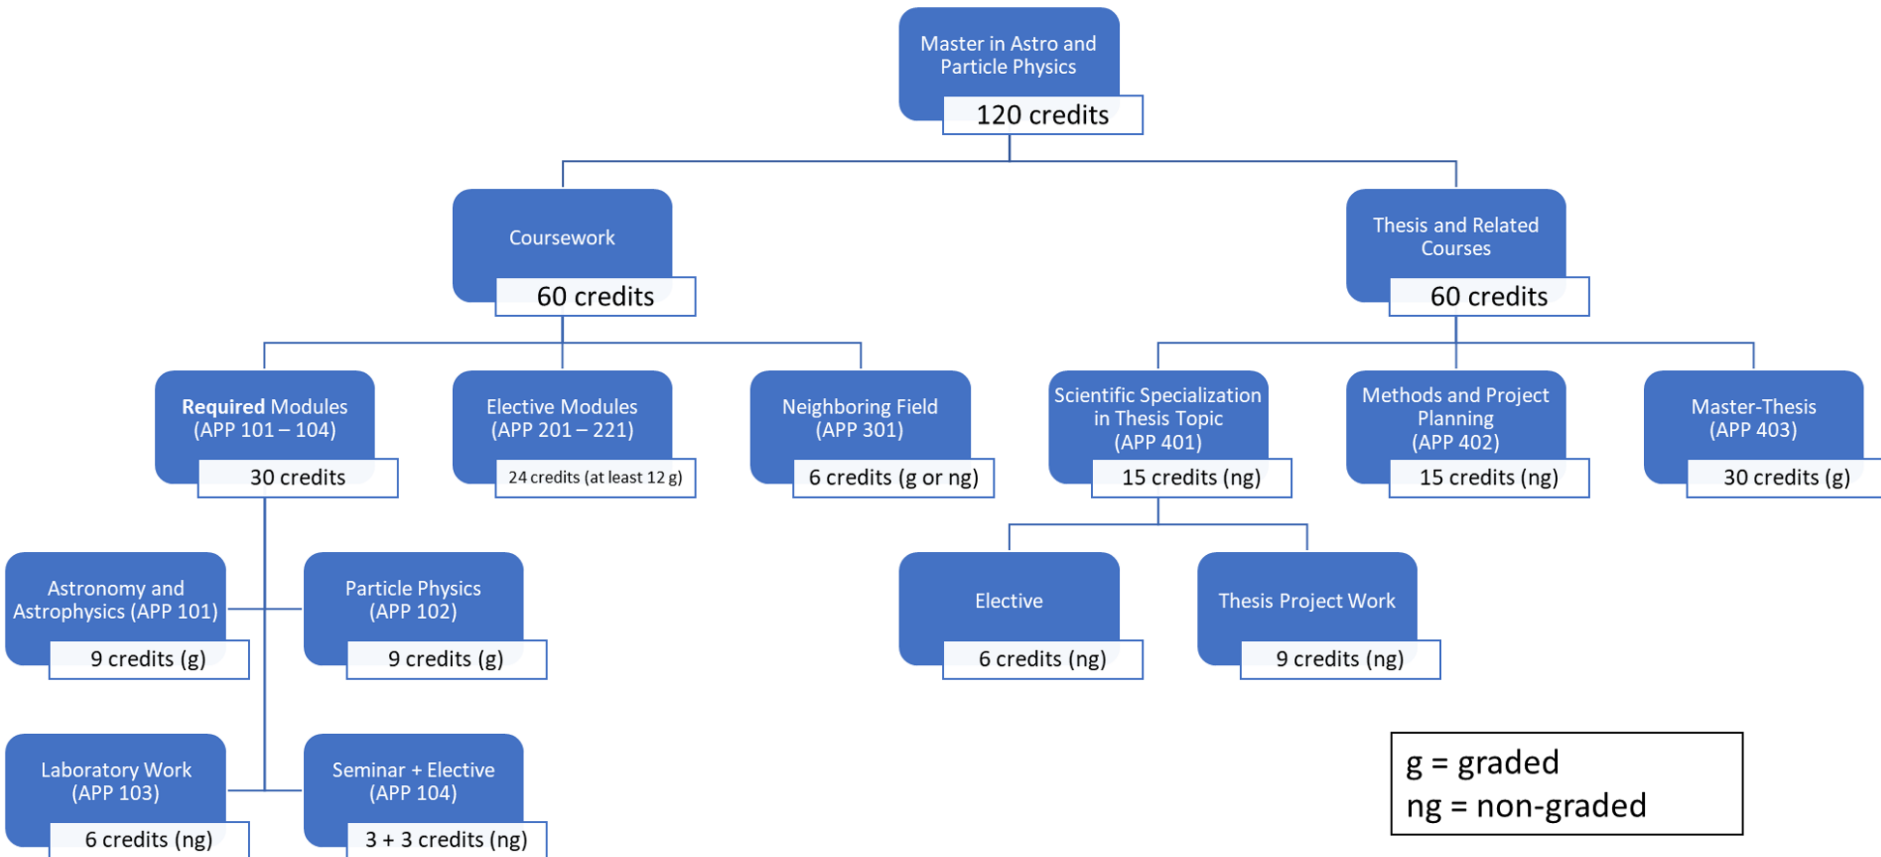 Master in Astro and
Particle Physics
120 credits
Coursework
60 credits
Thesis and Related
Courses
60 credits
Required Modules
(APP 101 – 104)
30 credits
Elective Modules
(APP 201 – 221)
24 credits (at least 12 g)
Neighboring Field
(APP 301)
6 credits (g or ng)
Scientific Specialization
in Thesis Topic
(APP 401)
15 credits (ng)
Methods and Project
Planning
(APP 402)
15 credits (ng)
Master-Thesis
(APP 403)
30 credits (g)
Astronomy and
Astrophysics (APP 101)
9 credits (g)
Particle Physics
(APP 102)
9 credits (g)
Elective
6 credits (ng)
Thesis Project Work
9 credits (ng)
Laboratory Work
(APP 103)
6 credits (ng)
Seminar + Elective
(APP 104)
3 + 3 credits (ng)
g = graded
ng = non-graded